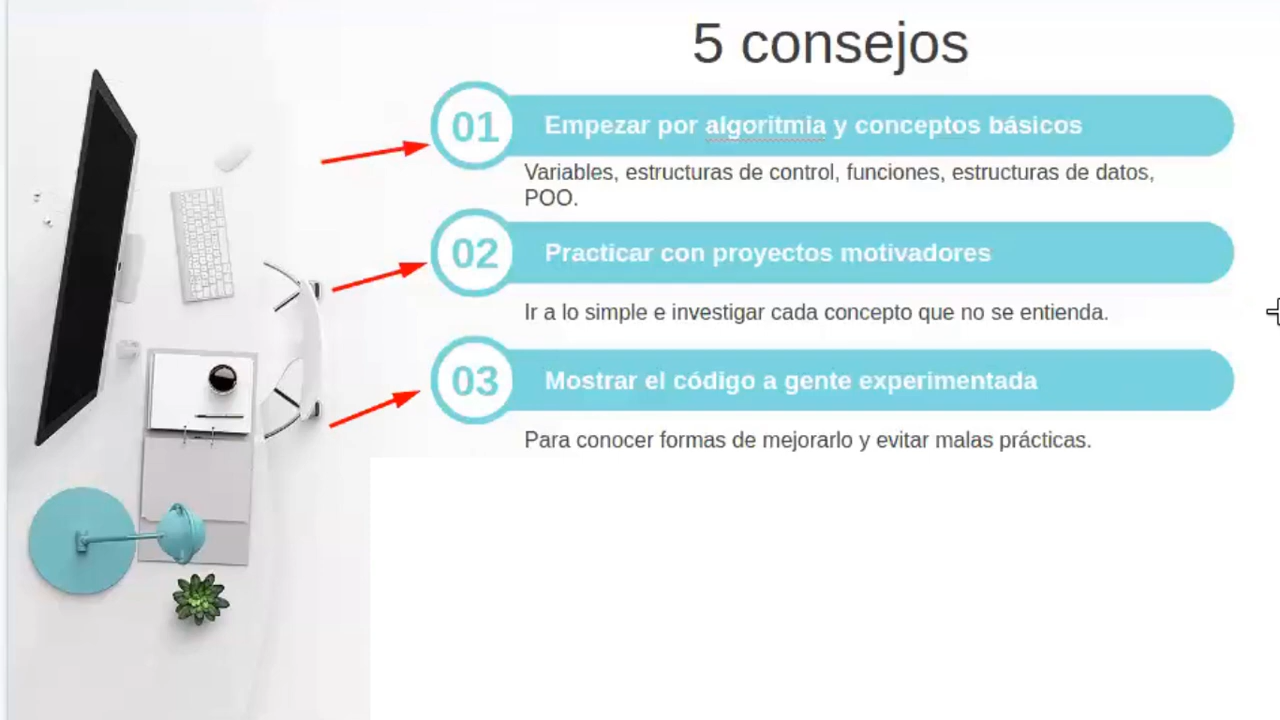 5 consejos
01
Empezar por algoritmia y conceptos básicos
Variables, estructuras de control, funciones, estructuras de datos,
POO.
02
Practicar con proyectos motivadores
Ir a lo simple e investigar cada concepto que no se entienda.
03
Mostrar el código a gente experimentada
Para conocer formas de mejorarlo y evitar malas prácticas.